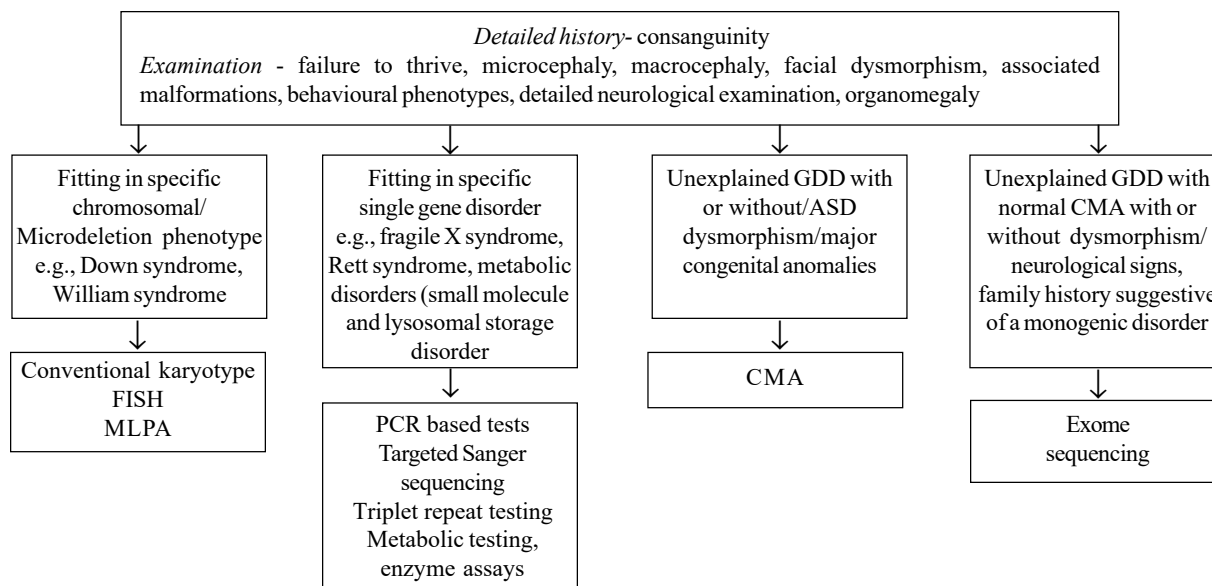 Detailed history- consanguinity
Examination - failure to thrive, microcephaly, macrocephaly, facial dysmorphism, associated
malformations, behavioural phenotypes, detailed neurological examination, organomegaly
Fitting in specific
chromosomal/
Microdeletion phenotype
e.g., Down syndrome,
William syndrome
Conventional karyotype
FISH
MLPA
Fitting in specific
single gene disorder
e.g., fragile X syndrome,
Rett syndrome, metabolic
disorders (small molecule
and lysosomal storage
disorder
PCR based tests
Targeted Sanger
sequencing
Triplet repeat testing
Metabolic testing,
enzyme assays
Unexplained GDD with
or without/ASD
dysmorphism/major
congenital anomalies
CMA
Unexplained GDD with
normal CMA with or
without dysmorphism/
neurological signs,
family history suggestive
of a monogenic disorder
Exome
sequencing